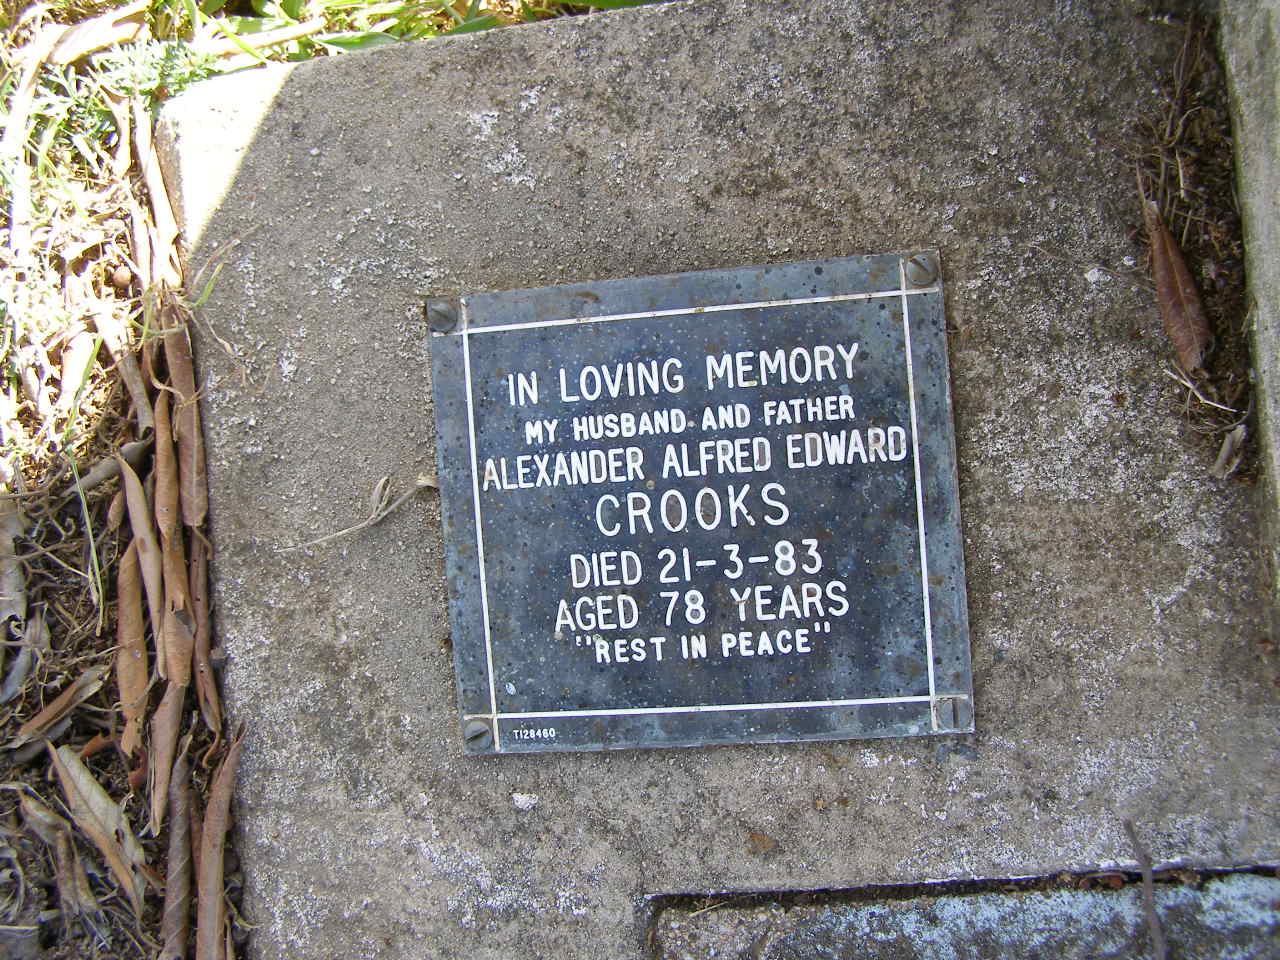 IN LOVING MEMORY
MY HUSBAND AND FATHER
ALEXANDER ALFRED EDWARD
CROOKS
DIED 21-3-83
AGED 78 YEARS
"REST IN PEACE"
T128460